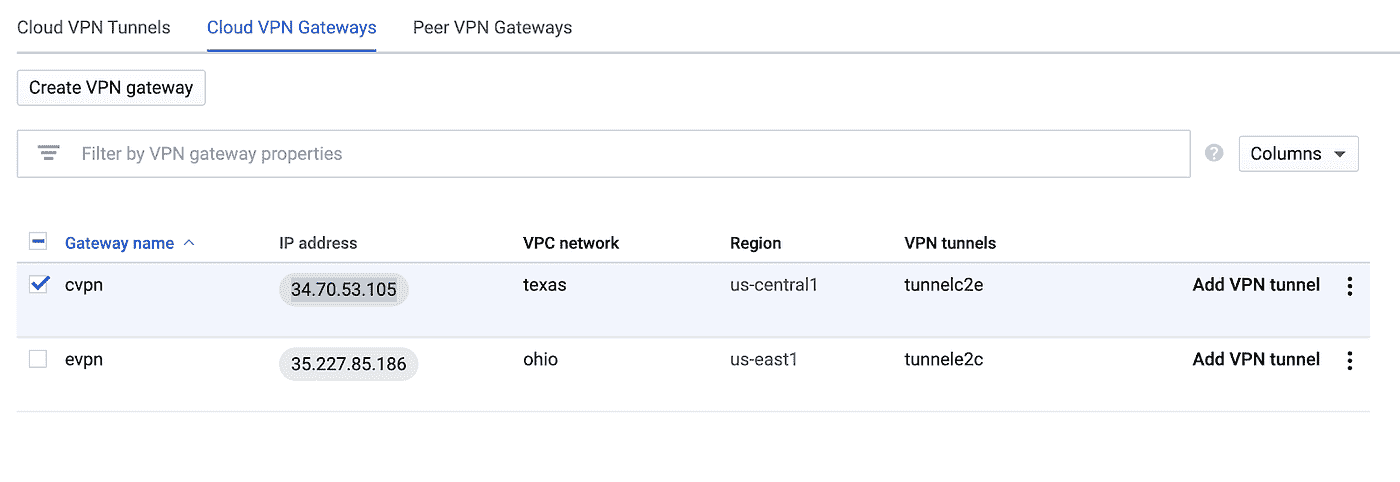 Cloud VPN Tunnels Cloud VPN Gateways Peer VPN Gateways
Create VPN gateway
Filter by VPN gateway properties ? Columns
Gateway name IP address VPC network Region VPN tunnels
cvpn 34.70.53.105 texas us-central1 tunnelc2e Add VPN tunnel
evpn 35.227.85.186 ohio us-east1 tunnele2c Add VPN tunnel